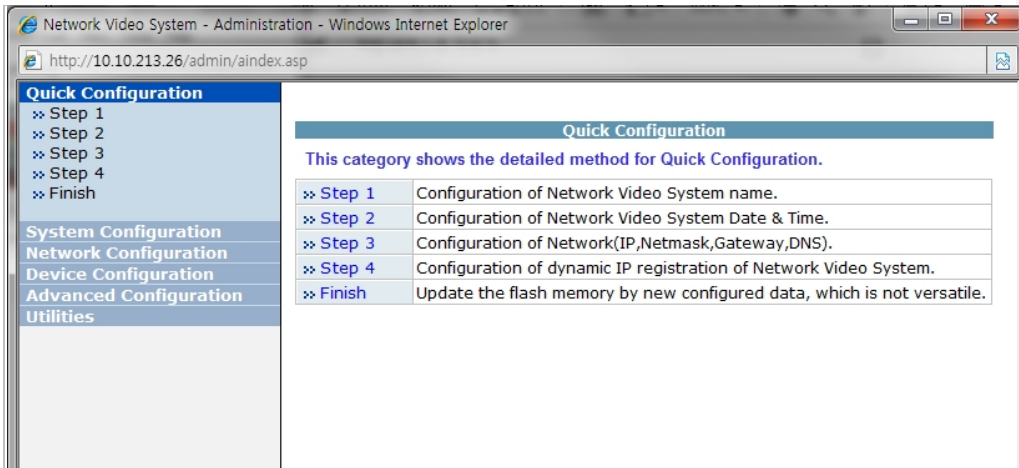 Network Video System - Administration - Windows Internet Explorer
http://10.10.213.26/admin/aindex.asp
Quick Configuration
» Step 1
» Step 2
» Step 3
» Step 4
» Finish
System Configuration
Network Configuration
Device Configuration
Advanced Configuration
Utilities
Quick Configuration
This category shows the detailed method for Quick Configuration.
» Step 1 Configuration of Network Video System name.
» Step 2 Configuration of Network Video System Date & Time.
» Step 3 Configuration of Network(IP,Netmask,Gateway,DNS).
» Step 4 Configuration of dynamic IP registration of Network Video System.
» Finish Update the flash memory by new configured data, which is not versatile.